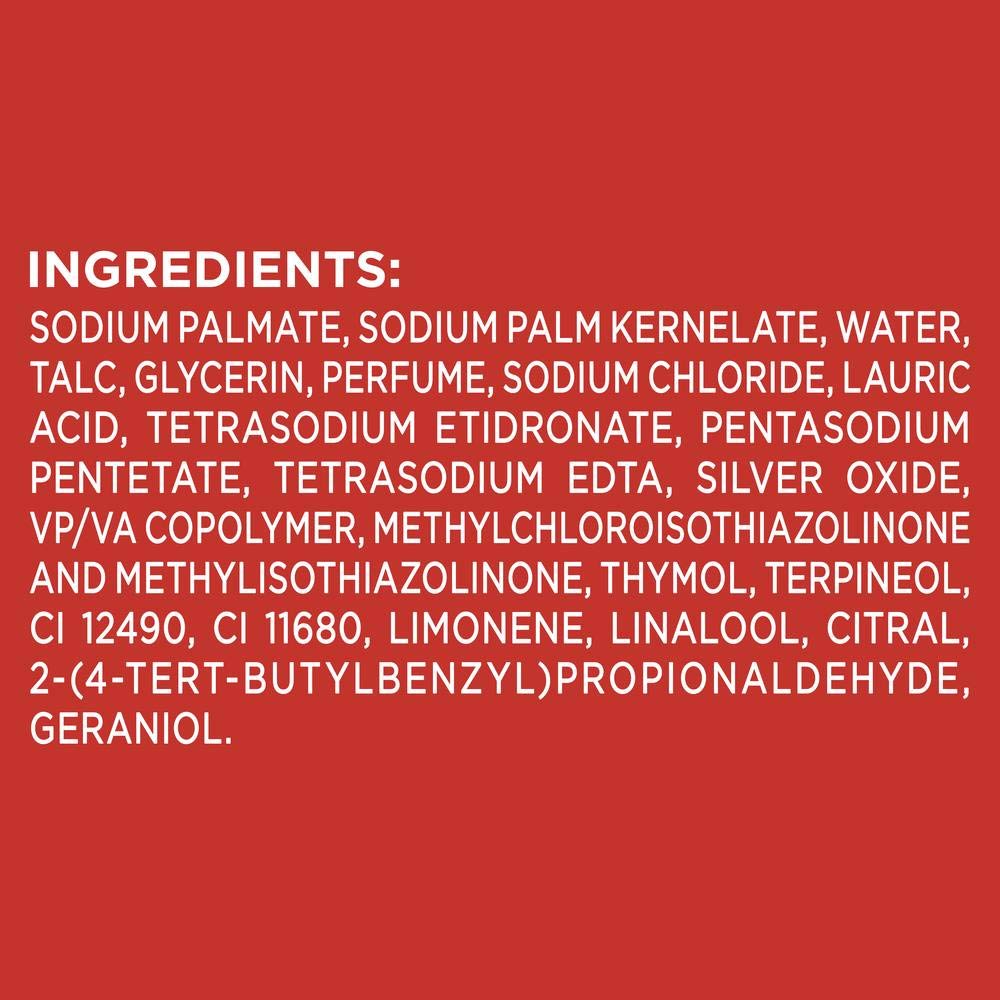 INGREDIENTS:
SODIUM PALMATE, SODIUM PALM KERNELATE, WATER,
TALC, GLYCERIN, PERFUME, SODIUM CHLORIDE, LAURIC
ACID, TETRASODIUM ETIDRONATE, PENTASODIUM
PENTETATE, TETRASODIUM EDTA, SILVER OXIDE,
VP/VA COPOLYMER, METHYLCHLOROISOTHIAZOLINONE
AND METHYLISOTHIAZOLINONE, THYMOL, TERPINEOL,
CI 12490, CI 11680, LIMONENE, LINALOOL, CITRAL,
2-(4-TERT-BUTYLBENZYL)PROPIONALDEHYDE,
GERANIOL.